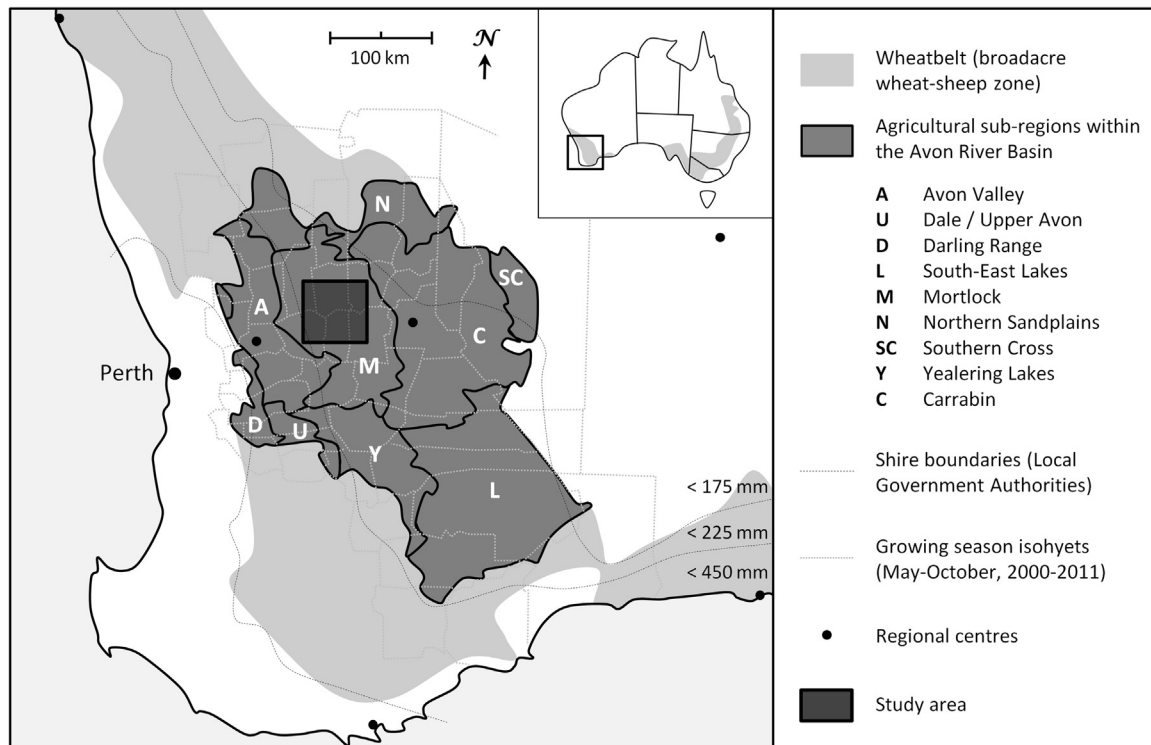 100 km
N
N
SC
A
C
M
Perth
D
U
Y
L
< 175 mm
< 225 mm
< 450 mm
Wheatbelt (broadacre
wheat-sheep zone)
Agricultural sub-regions within
the Avon River Basin
A Avon Valley
U Dale / Upper Avon
D Darling Range
L South-East Lakes
M Mortlock
N Northern Sandplains
SC Southern Cross
Y Yealering Lakes
C Carrabin
Shire boundaries (Local
Government Authorities)
Growing season isohyets
(May-October, 2000-2011)
Regional centres
Study area